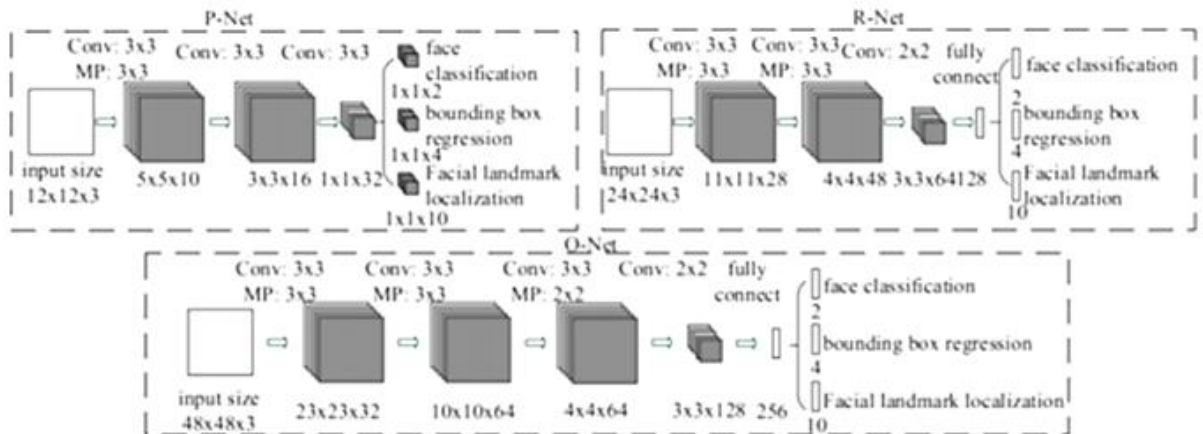 P-Net
Conv: 3x3 Conv: 3x3 Conv: 3x3
MP: 3x3
face
classification
1x1x2
bounding box
regression
1x1x4
Facial landmark
localization
1x1x10
input size
12x12x3
5x5x10
3x3x16
1x1x32
R-Net
Conv: 3x3 Conv: 3x3 Conv: 2x2 fully
MP: 3x3 MP: 3x3 connect
face classification
2
bounding box
regression
4
Facial landmark
localization
10
input size
24x24x3
11x11x28
4x4x48
3x3x64
128
O-Net
Conv: 3x3 Conv: 3x3 Conv: 3x3 Conv: 2x2 fully
MP: 3x3 MP: 3x3 MP: 2x2 connect
face classification
2
bounding box regression
4
Facial landmark localization
10
input size
48x48x3
23x23x32
10x10x64
4x4x64
3x3x128
256